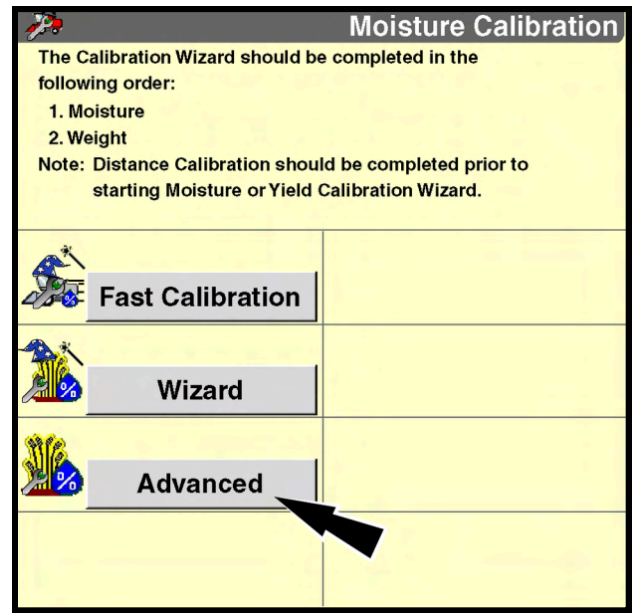 Moisture Calibration
The Calibration Wizard should be completed in the
following order:
1. Moisture
2. Weight
Note: Distance Calibration should be completed prior to
starting Moisture or Yield Calibration Wizard.
Fast Calibration
%
Wizard
%
Advanced